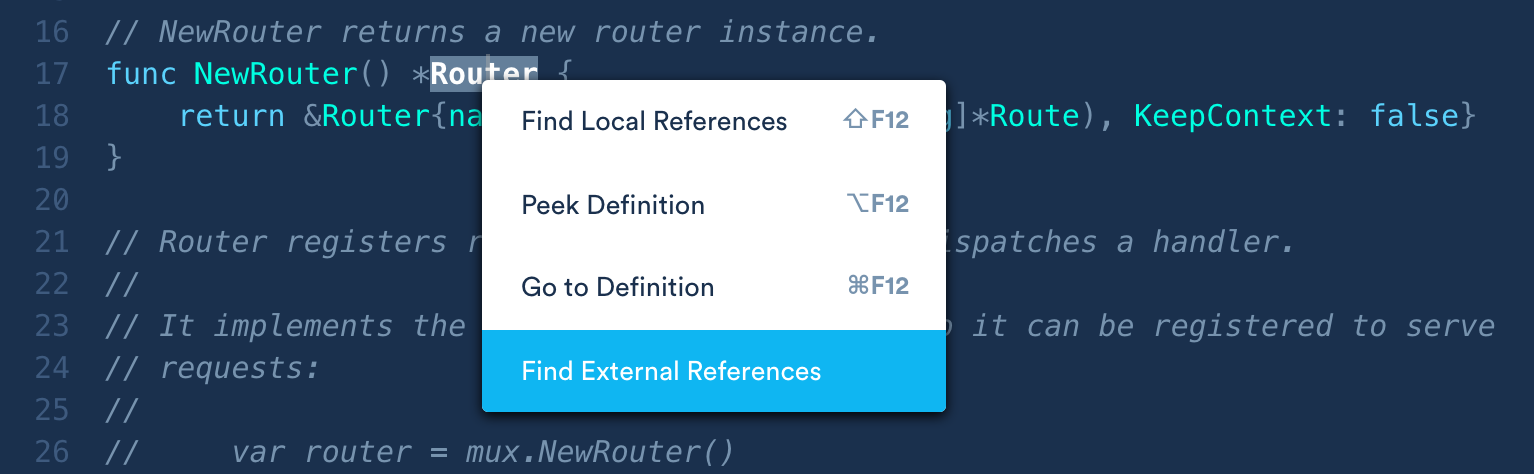 16 // NewRouter returns a new router instance.
17 func NewRouter() *Router {
18     return &Router{na g]*Route), KeepContext: false}
19 }
20
21 // Router registers r ispatches a handler.
22 //
23 // It implements the o it can be registered to serve
24 // requests:
25 //
26 //     var router = mux.NewRouter()
Find Local References ⇧F12
Peek Definition ⌥F12
Go to Definition ⌘F12
Find External References